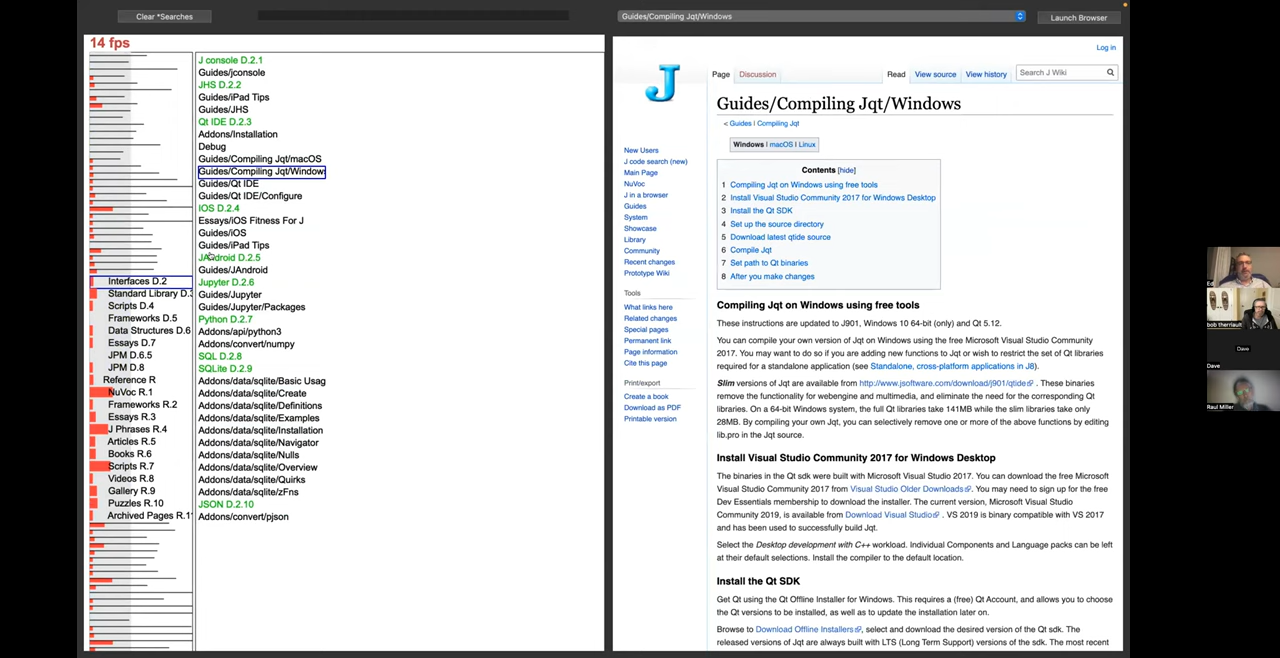 Clear *Searches
Guides/Compiling Jqt/Windows
Launch Browser
14 fps
Interfaces D.2
Standard Library D.3
Scripts D.4
Frameworks D.5
Data Structures D.6
Essays D.7
JPM D.6.5
JPM D.8
Reference R
NuVoc R.1
Frameworks R.2
Essays R.3
J Phrases R.4
Articles R.5
Books R.6
Scripts R.7
Videos R.8
Gallery R.9
Puzzles R.10
Archived Pages R.11
J console D.2.1
Guides/jconsole
JHS D.2.2
Guides/iPad Tips
Guides/JHS
Qt IDE D.2.3
Addons/Installation
Debug
Guides/Compiling Jqt/macOS
Guides/Compiling Jqt/Window
Guides/Qt IDE
Guides/Qt IDE/Configure
iOS D.2.4
Essays/iOS Fitness For J
Guides/iOS
Guides/iPad Tips
JAndroid D.2.5
Guides/JAndroid
Jupyter D.2.6
Guides/Jupyter
Guides/Jupyter/Packages
Python D.2.7
Addons/api/python3
Addons/convert/numpy
SQL D.2.8
SQLite D.2.9
Addons/data/sqlite/Basic Usag
Addons/data/sqlite/Create
Addons/data/sqlite/Definitions
Addons/data/sqlite/Examples
Addons/data/sqlite/Installation
Addons/data/sqlite/Navigator
Addons/data/sqlite/Nulls
Addons/data/sqlite/Overview
Addons/data/sqlite/Quirks
Addons/data/sqlite/zFns
JSON D.2.10
Addons/convert/pjson
Log in
J
Page Discussion Read View source View history Search J Wiki
New Users
J code search (new)
Main Page
NuVoc
J in a browser
Guides
System
Showcase
Library
Community
Recent changes
Prototype Wiki
Tools
What links here
Related changes
Special pages
Permanent link
Page information
Cite this page
Print/export
Create a book
Download as PDF
Printable version
Guides/Compiling Jqt/Windows
< Guides | Compiling Jqt
Windows | macOS | Linux
Contents [hide]
1 Compiling on Windows using free tools
2 Install Visual Studio Community 2017 for Windows Desktop
3 Install the Qt SDK
4 Set up the source directory
5 Download latest qtide source
6 Compile Jqt
7 Set path to Qt binaries
8 After you make changes
Compiling Jqt on Windows using free tools
These instructions are updated to J901, Windows 10 64-bit (only) and Qt 5.12.
You can compile your own version of Jqt on Windows using the free Microsoft Visual Studio Community
2017. You may want to do so if you are adding new functions to Jqt or wish to restrict the set of Qt libraries
required for a standalone application (see Standalone, cross-platform applications in J8).
Slim versions of Jqt are available from http://www.jsoftware.com/download/j901/qtide . These binaries
remove the functionality for webengine and multimedia, and eliminate the need for the corresponding Qt
libraries. On a 64-bit Windows system, the full Qt libraries take 141MB while the slim libraries take only
28MB. By compiling your own Jqt, you can selectively remove one or more of the above functions by editing
lib.pro in the Jqt source.
Install Visual Studio Community 2017 for Windows Desktop
The binaries in the Qt sdk were built with Microsoft Visual Studio 2017. You can download the free Microsoft
Visual Studio Community 2017 from Visual Studio Older Downloads. You may need to sign up for the free
Dev Essentials membership to download the installer. The current version, Microsoft Visual Studio
Community 2019, is available from Download Visual Studio . VS 2019 is binary compatible with VS 2017
and has been used to successfully build Jqt.
Select the Desktop development with C++ workload. Individual Components and Language packs can be left
at their default selections. Install the compiler to the default location.
Install the Qt SDK
Get Qt using the Qt Offline Installer for Windows. This requires a (free) Qt Account, and allows you to choose
the Qt versions to be installed, as well as to update the installation later on.
Browse to Download Offline Installers, select and download the desired version of the Qt sdk. The
released versions of Jqt are always built with LTS (Long Term Support) versions of the sdk. The most recent
Ed
bob therriault
Dave
Dave
Raul Miller